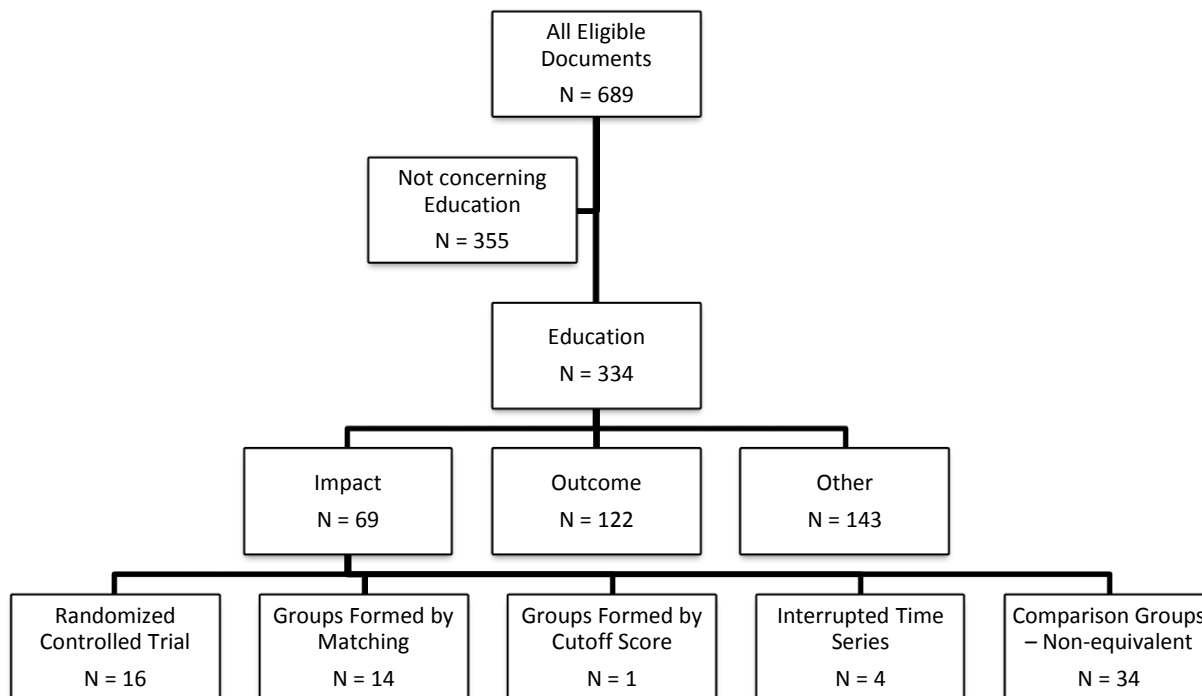 All Eligible
Documents
N = 689
Not concerning
Education
N = 355
Education
N = 334
Impact
N = 69
Outcome
N = 122
Other
N = 143
Randomized
Controlled Trial
N = 16
Groups Formed by
Matching
N = 14
Groups Formed by
Cutoff Score
N = 1
Interrupted Time
Series
N = 4
Comparison Groups
– Non-equivalent
N = 34